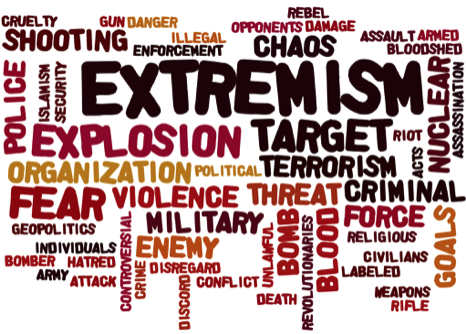 CRUELTY
GUN
DANGER
REBEL
OPPONENTS
DAMAGE
SHOOTING
ILLEGAL
ENFORCEMENT
CHAOS
ASSAULT
ARMED
BLOODSHED
POLICE
ISLAMISM
SECURITY
EXTREMISM
NUCLEAR
ASSASSINATION
EXPLOSION
TARGET
RIOT
ACTS
ORGANIZATION
POLITICAL
TERRORISM
FEAR
VIOLENCE
THREAT
CRIMINAL
GEOPOLITICS
CONTROVERSIAL
MILITARY
BOMB
BLOOD
FORCE
GOALS
INDIVIDUALS
ENEMY
UNLAWFUL
REVOLUTIONARIES
RELIGIOUS
BOMBER
HATRED
CRIME
DISREGARD
CIVILIANS
ARMY
ATTACK
DISCORD
CONFLICT
LABELED
DEATH
WEAPONS
RIFLE